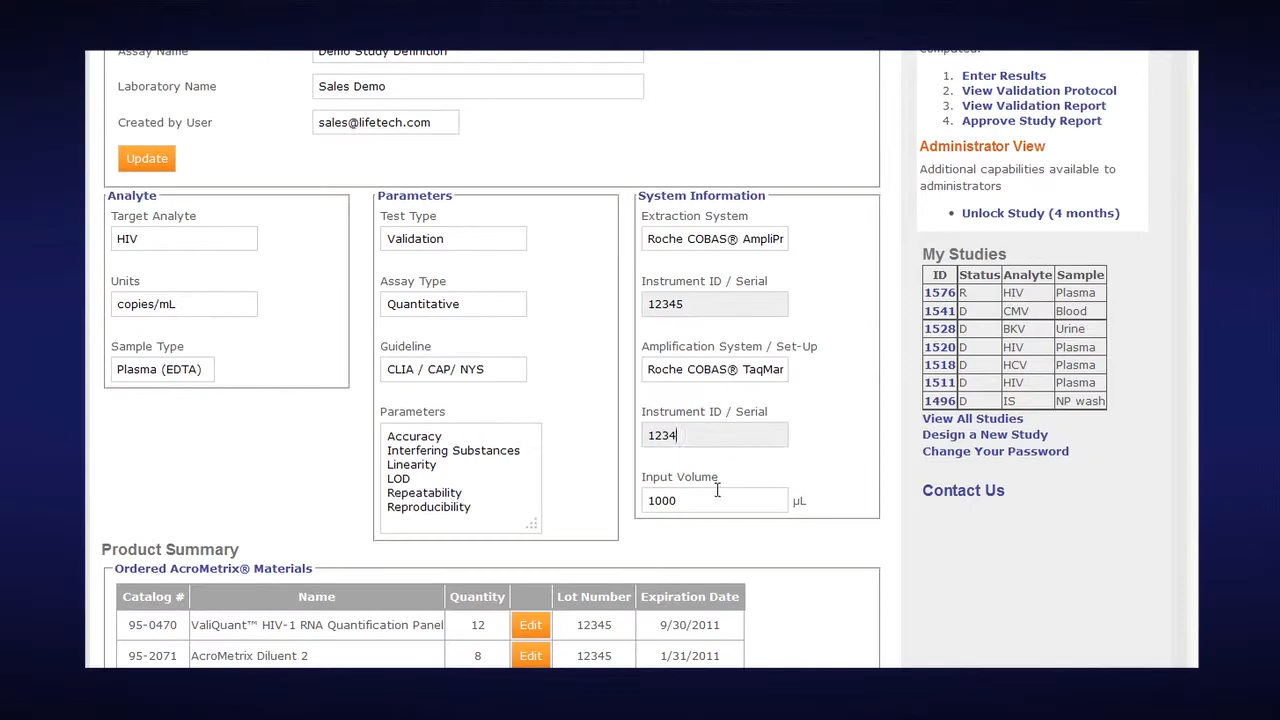 Assay Name Demo Study Definition
Laboratory Name Sales Demo
Created by User sales@lifetech.com
Update
Analyte
Target Analyte
HIV
Units
copies/mL
Sample Type
Plasma (EDTA)
Parameters
Test Type
Validation
Assay Type
Quantitative
Guideline
CLIA / CAP/ NYS
Parameters
Accuracy
Interfering Substances
Linearity
LOD
Repeatability
Reproducibility
System Information
Extraction System
Roche COBAS® AmpliPr
Instrument ID / Serial
12345
Amplification System / Set-Up
Roche COBAS® TaqMar
Instrument ID / Serial
1234
Input Volume
1000 µL
Product Summary
Ordered AcroMetrix® Materials
Catalog # Name Quantity Lot Number Expiration Date
95-0470 ValiQuant™ HIV-1 RNA Quantification Panel 12 Edit 12345 9/30/2011
95-2071 AcroMetrix Diluent 2 8 Edit 12345 1/31/2011
computed.
1. Enter Results
2. View Validation Protocol
3. View Validation Report
4. Approve Study Report
Administrator View
Additional capabilities available to
administrators
• Unlock Study (4 months)
My Studies
ID Status Analyte Sample
1576 R HIV Plasma
1541 D CMV Blood
1528 D BKV Urine
1520 D HIV Plasma
1518 D HCV Plasma
1511 D HIV Plasma
1496 D IS NP wash
View All Studies
Design a New Study
Change Your Password
Contact Us